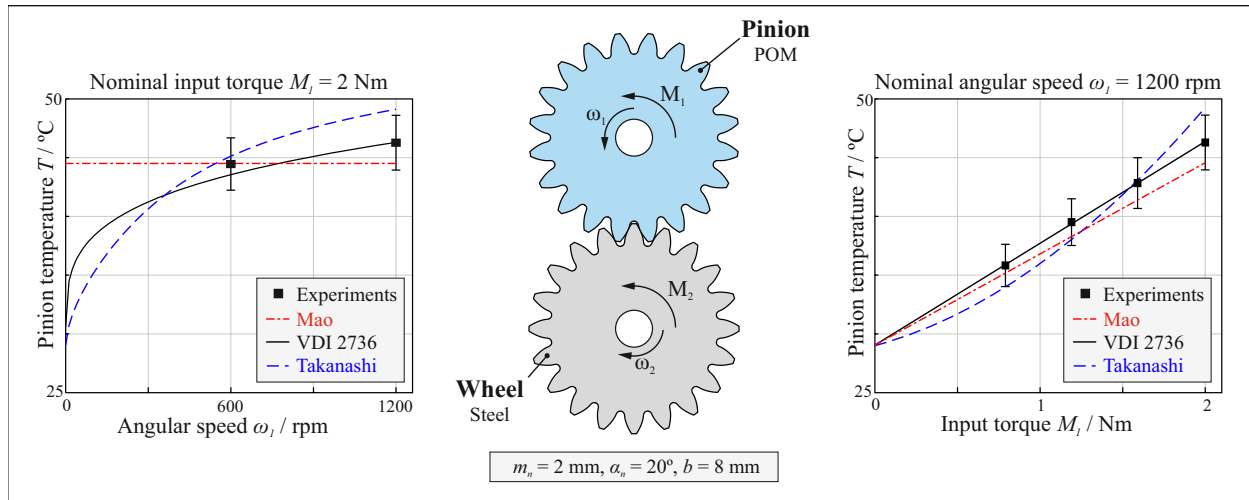 Nominal input torque M₁ = 2 Nm
50
25
Pinion temperature T / ºC
Experiments
Mao
VDI 2736
Takanashi
0
600
1200
Angular speed ω₁ / rpm
Pinion
POM
M₁
ω₁
M₂
ω₂
Wheel
Steel
mₙ = 2 mm, αₙ = 20º, b = 8 mm
Nominal angular speed ω₁ = 1200 rpm
50
25
Pinion temperature T / ºC
Experiments
Mao
VDI 2736
Takanashi
0
1
2
Input torque M₁ / Nm